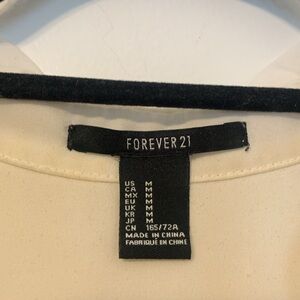 FOREVER 21
US M
CA M
MX M
EU M
UK M
KR M
JP M
CN 165/72A
MADE IN CHINA
FABRIQUÉ EN CHINE